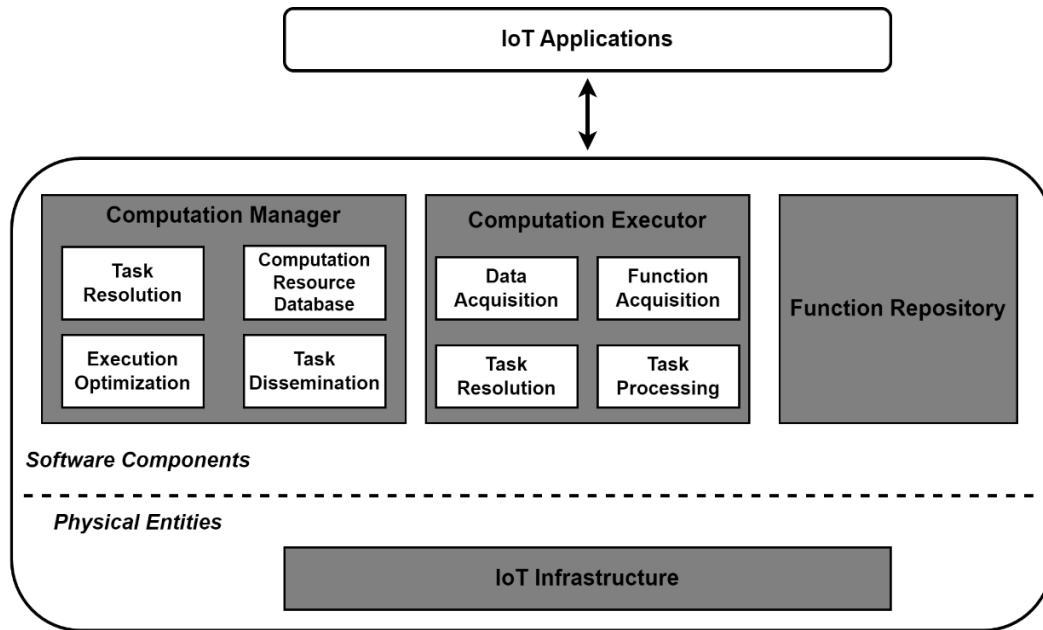 IoT Applications
Computation Manager
Task
Resolution
Computation
Resource
Database
Execution
Optimization
Task
Dissemination
Computation Executor
Data
Acquisition
Function
Acquisition
Task
Resolution
Task
Processing
Function Repository
Software Components
Physical Entities
IoT Infrastructure